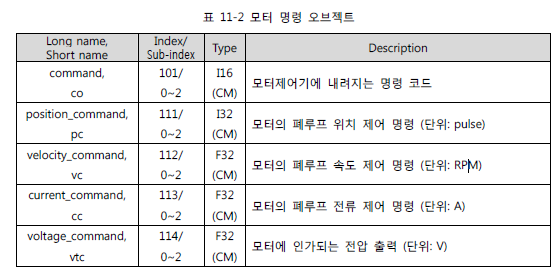 표 11-2 모터 명령 오브젝트
Long name, Short name | Index/ Sub-index | Type | Description
command, co | 101/ 0~2 | I16 (CM) | 모터제어기에 내려지는 명령 코드
position_command, pc | 111/ 0~2 | I32 (CM) | 모터의 폐루프 위치 제어 명령 (단위: pulse)
velocity_command, vc | 112/ 0~2 | F32 (CM) | 모터의 폐루프 속도 제어 명령 (단위: RPM)
current_command, cc | 113/ 0~2 | F32 (CM) | 모터의 폐루프 전류 제어 명령 (단위: A)
voltage_command, vtc | 114/ 0~2 | F32 (CM) | 모터에 인가되는 전압 출력 (단위: V)